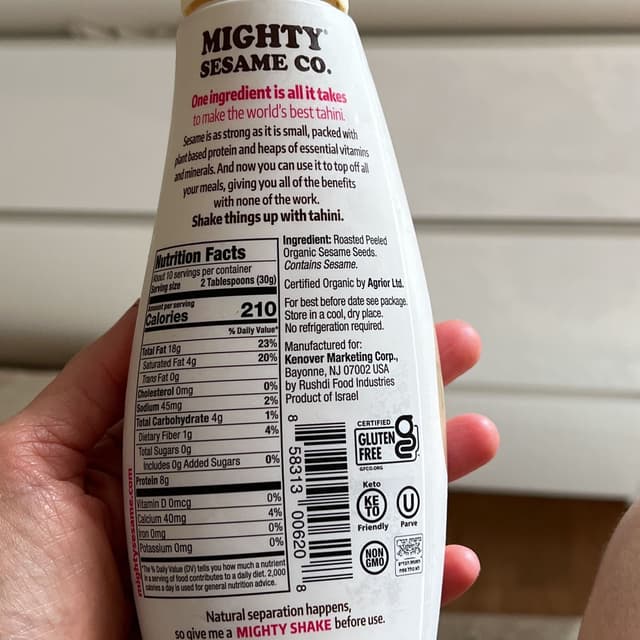 MIGHTY
SESAME CO.
One ingredient is all it takes
to make the world's best tahini.
Sesame is as strong as it is small, packed with
plant based protein and heaps of essential vitamins
and minerals. And now you can use it to top off all
your meals, giving you all of the benefits
with none of the work.
Shake things up with tahini.
Nutrition Facts
About 10 servings per container
Serving size 2 Tablespoons (30g)
Amount per serving
Calories 210
% Daily Value*
Total Fat 18g 23%
Saturated Fat 4g 20%
Trans Fat 0g
Cholesterol 0mg 0%
Sodium 45mg 2%
Total Carbohydrate 4g 1%
Dietary Fiber 1g 4%
Total Sugars 0g
Includes 0g Added Sugars 0%
Protein 8g
Vitamin D 0mcg 0%
Calcium 40mg 4%
Iron 0mg 0%
Potassium 0mg 0%
*The % Daily Value (DV) tells you how much a nutrient
in a serving of food contributes to a daily diet. 2,000
calories a day is used for general nutrition advice.
Ingredient: Roasted Peeled
Organic Sesame Seeds.
Contains Sesame.
Certified Organic by Agrior Ltd.
For best before date see package.
Store in a cool, dry place.
No refrigeration required.
Manufactured for:
Kenover Marketing Corp.,
Bayonne, NJ 07002 USA
by Rushdi Food Industries
Product of Israel
8 58313 00620 8
CERTIFIED
GLUTEN
FREE
GFCO.ORG
Keto
KE
TO
Friendly
U
Parve
NON
GMO
mightysesame.com
Natural separation happens,
so give me a MIGHTY SHAKE before use.